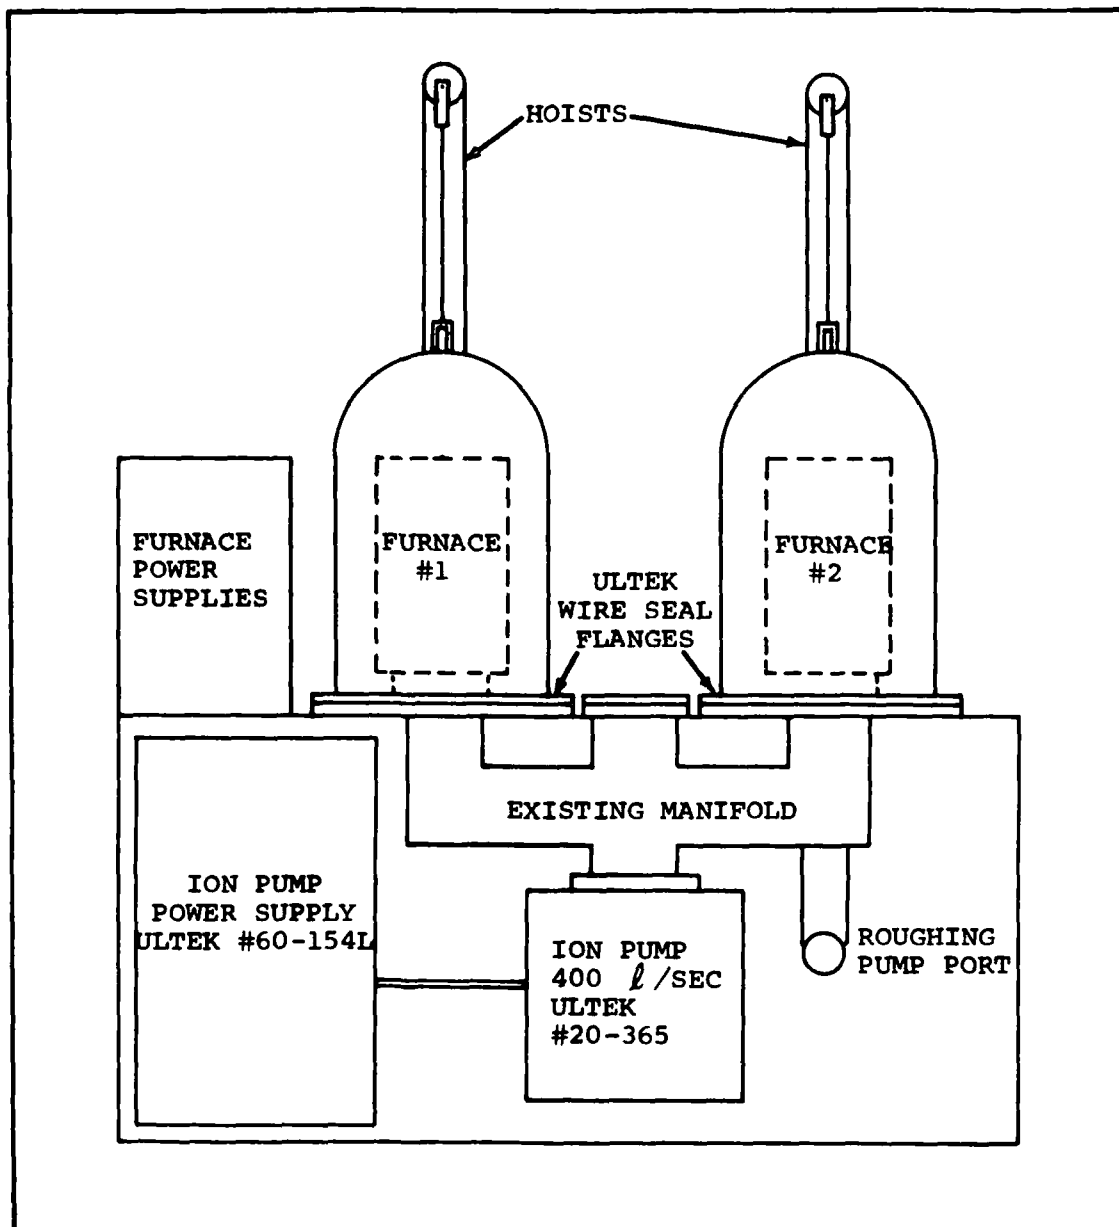 HOISTS
FURNACE
POWER
SUPPLIES
FURNACE
#1
ULTEK
WIRE SEAL
FLANGES
FURNACE
#2
EXISTING MANIFOLD
ION PUMP
POWER SUPPLY
ULTEK #60-154L
ION PUMP
400 ℓ/SEC
ULTEK
#20-365
ROUGHING
PUMP PORT